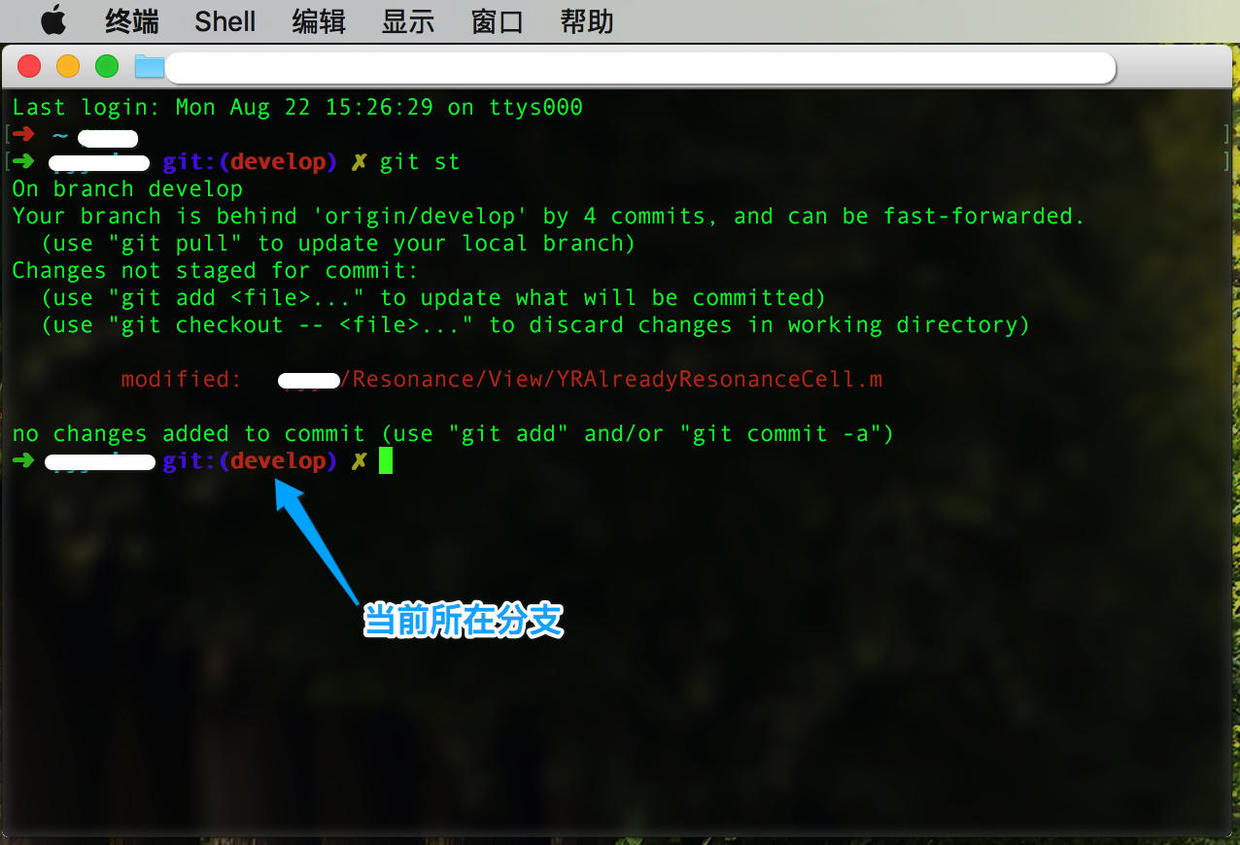 终端 Shell 编辑 显示 窗口 帮助
Last login: Mon Aug 22 15:26:29 on ttys000
[➜ ~ ]
[➜ git:(develop) ✗ git st ]
On branch develop
Your branch is behind 'origin/develop' by 4 commits, and can be fast-forwarded.
(use "git pull" to update your local branch)
Changes not staged for commit:
(use "git add <file>..." to update what will be committed)
(use "git checkout -- <file>..." to discard changes in working directory)
modified: /Resonance/View/YRAlreadyResonanceCell.m
no changes added to commit (use "git add" and/or "git commit -a")
➜ git:(develop) ✗
当前所在分支